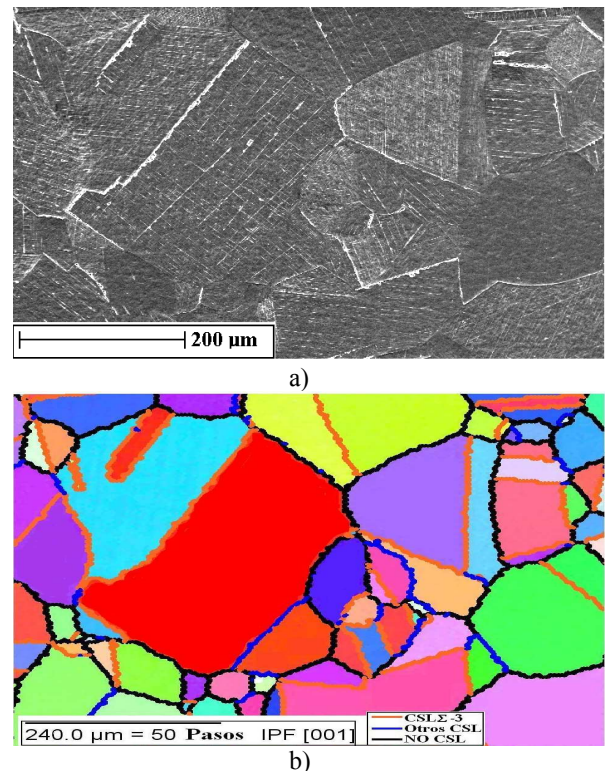 200 µm
a)
240.0 µm = 50 Pasos IPF [001]
CSLΣ-3
Otros CSL
NO CSL
b)